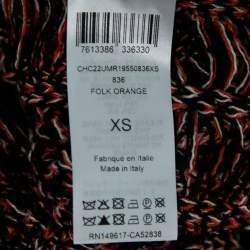 7613386 336330
CHC22UMR19550836XS
836
FOLK ORANGE
XS
Fabriqué en Italie
Made in Italy
RN149617-CA52838